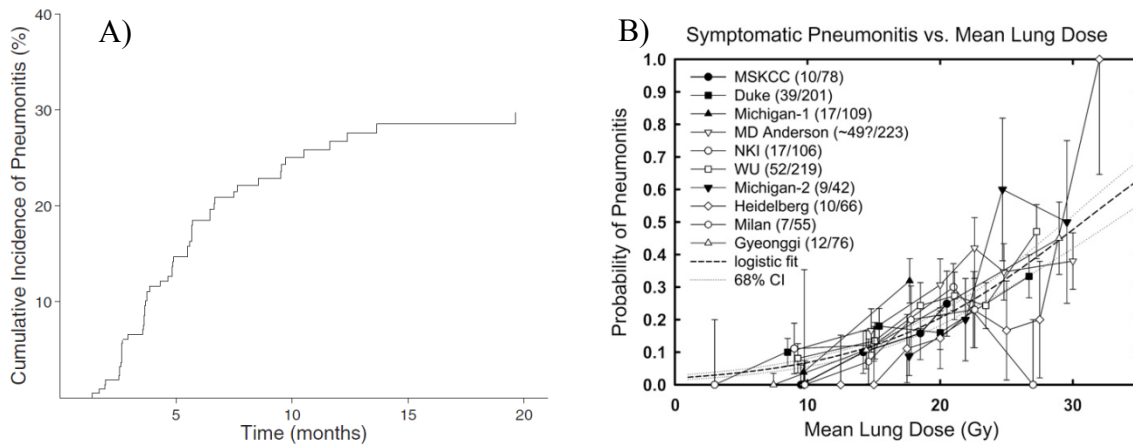 A)
Cumulative Incidence of Pneumonitis (%)
40
30
20
10
5
10
15
20
Time (months)
B)
Symptomatic Pneumonitis vs. Mean Lung Dose
Probability of Pneumonitis
1.0
0.9
0.8
0.7
0.6
0.5
0.4
0.3
0.2
0.1
0.0
MSKCC (10/78)
Duke (39/201)
Michigan-1 (17/109)
MD Anderson (~49?/223)
NKI (17/106)
WU (52/219)
Michigan-2 (9/42)
Heidelberg (10/66)
Milan (7/55)
Gyeonggi (12/76)
logistic fit
68% CI
0
10
20
30
Mean Lung Dose (Gy)